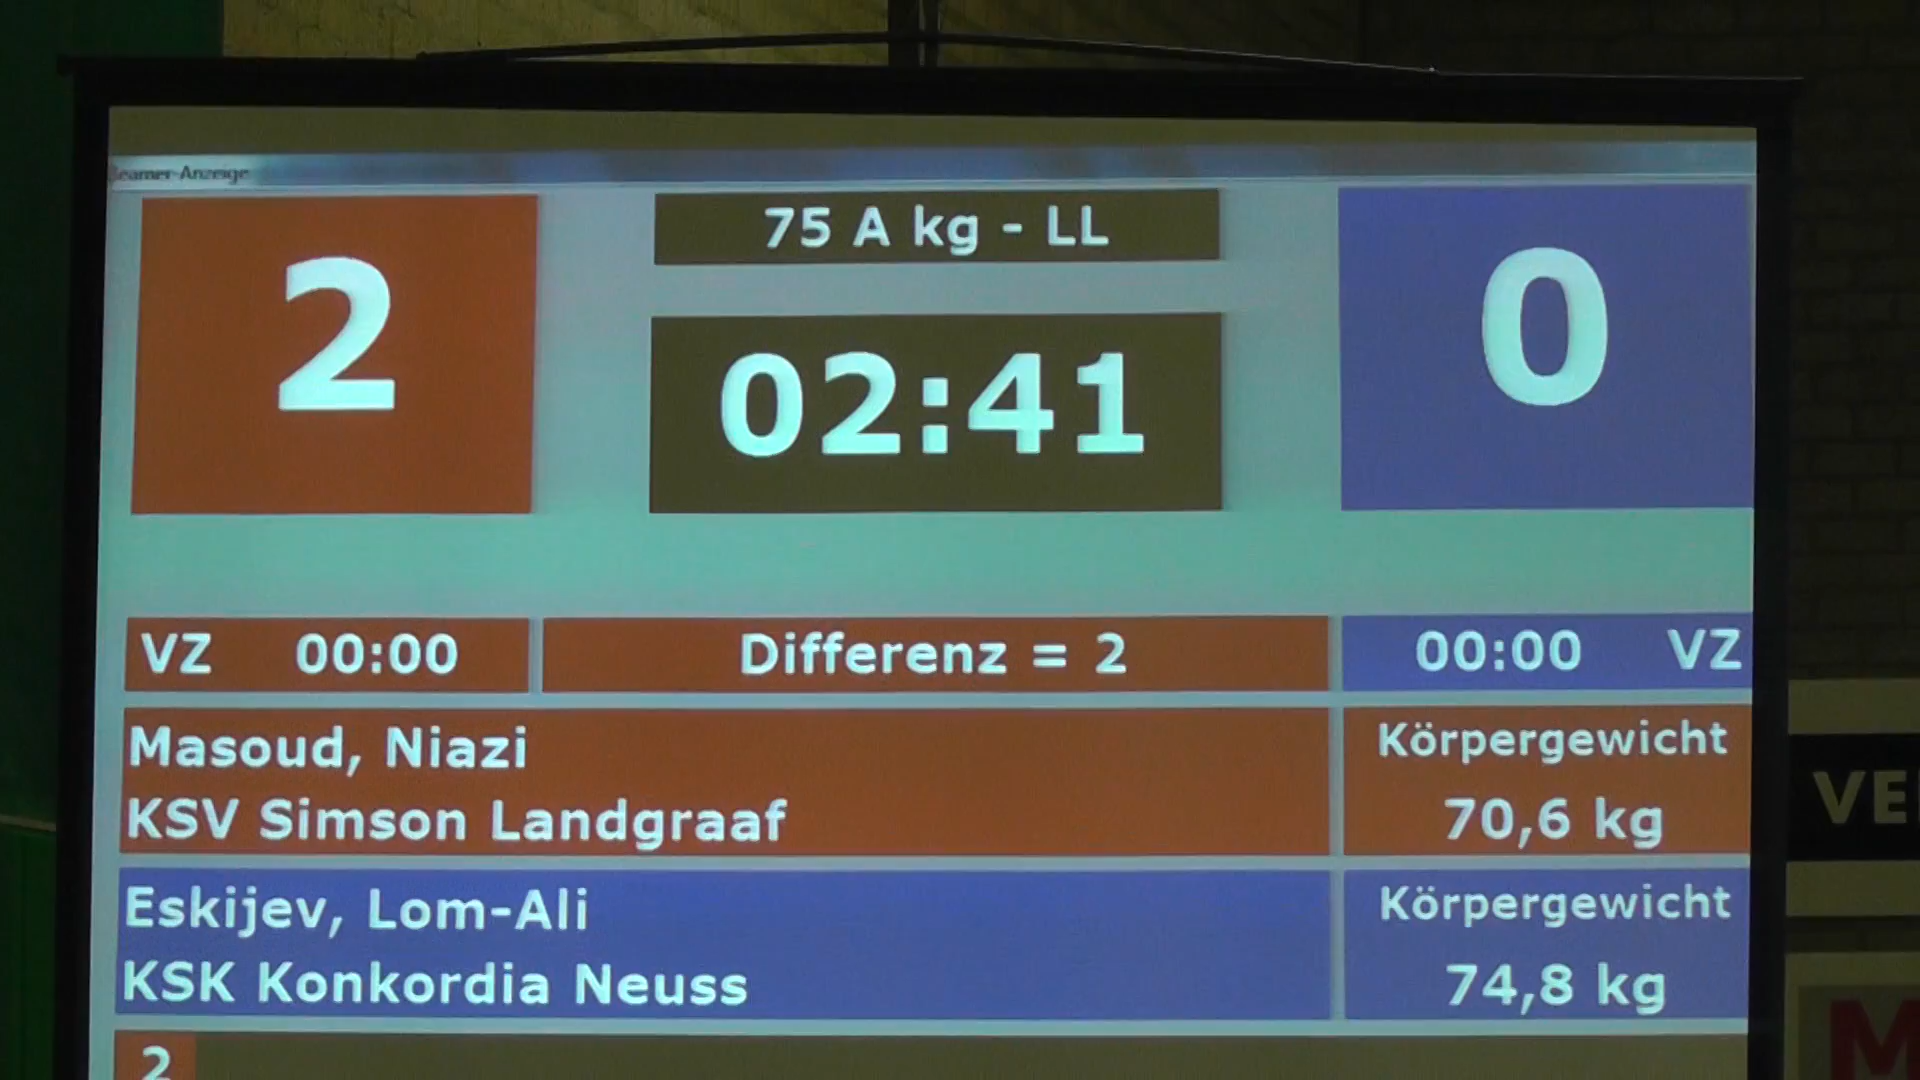 Beamer-Anzeige
2
75 A kg - LL
0
02:41
VZ 00:00
Differenz = 2
00:00 VZ
Masoud, Niazi
KSV Simson Landgraaf
Körpergewicht
70,6 kg
Eskijev, Lom-Ali
KSK Konkordia Neuss
Körpergewicht
74,8 kg
2
VE
M